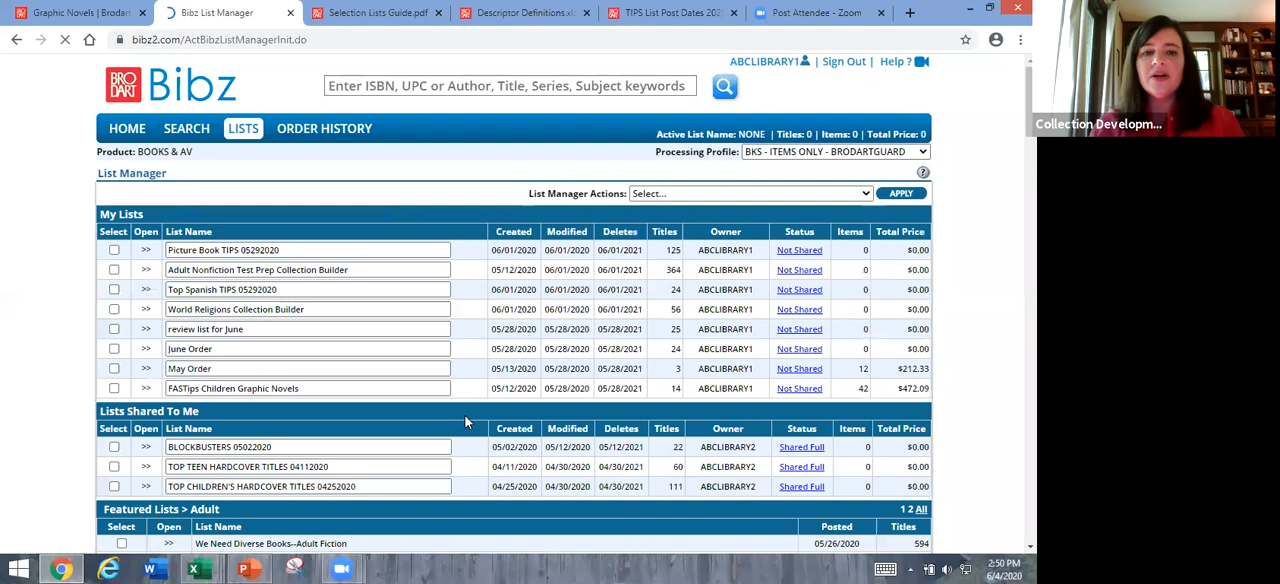 Graphic Novels | Brodart
Bibz List Manager
Selection Lists Guide.pdf
Descriptor Definitions.xl
TIPS List Post Dates 202
Post Attendee - Zoom
bibz2.com/ActBibzListManagerInit.do
BRO DART Bibz
Enter ISBN, UPC or Author, Title, Series, Subject keywords
ABCLIBRARY1 | Sign Out | Help ?
HOME SEARCH LISTS ORDER HISTORY
Active List Name: NONE | Titles: 0 | Items: 0 | Total Price: 0
Product: BOOKS & AV
Processing Profile: BKS - ITEMS ONLY - BRODARTGUARD
List Manager
?
List Manager Actions: Select... APPLY
My Lists
Select Open List Name Created Modified Deletes Titles Owner Status Items Total Price
>> Picture Book TIPS 05292020 06/01/2020 06/01/2020 06/01/2021 125 ABCLIBRARY1 Not Shared 0 $0.00
>> Adult Nonfiction Test Prep Collection Builder 05/12/2020 06/01/2020 06/01/2021 364 ABCLIBRARY1 Not Shared 0 $0.00
>> Top Spanish TIPS 05292020 06/01/2020 06/01/2020 06/01/2021 24 ABCLIBRARY1 Not Shared 0 $0.00
>> World Religions Collection Builder 06/01/2020 06/01/2020 06/01/2021 56 ABCLIBRARY1 Not Shared 0 $0.00
>> review list for June 05/28/2020 05/28/2020 05/28/2021 25 ABCLIBRARY1 Not Shared 0 $0.00
>> June Order 05/28/2020 05/28/2020 05/28/2021 24 ABCLIBRARY1 Not Shared 0 $0.00
>> May Order 05/13/2020 05/28/2020 05/28/2021 3 ABCLIBRARY1 Not Shared 12 $212.33
>> FASTips Children Graphic Novels 05/12/2020 05/28/2020 05/28/2021 14 ABCLIBRARY1 Not Shared 42 $472.09
Lists Shared To Me
Select Open List Name Created Modified Deletes Titles Owner Status Items Total Price
>> BLOCKBUSTERS 05022020 05/02/2020 05/12/2020 05/12/2021 22 ABCLIBRARY2 Shared Full 0 $0.00
>> TOP TEEN HARDCOVER TITLES 04112020 04/11/2020 04/30/2020 04/30/2021 60 ABCLIBRARY2 Shared Full 0 $0.00
>> TOP CHILDREN'S HARDCOVER TITLES 04252020 04/25/2020 04/30/2020 04/30/2021 111 ABCLIBRARY2 Shared Full 0 $0.00
Featured Lists > Adult 1 2 All
Select Open List Name Posted Titles
>> We Need Diverse Books--Adult Fiction 05/26/2020 594
2:50 PM
6/4/2020
Collection Developm...